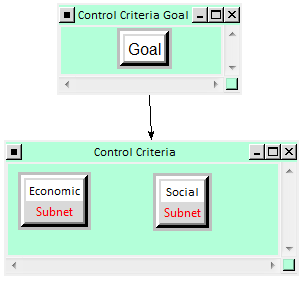 Control Criteria Goal
Goal
Control Criteria
Economic
Subnet
Social
Subnet